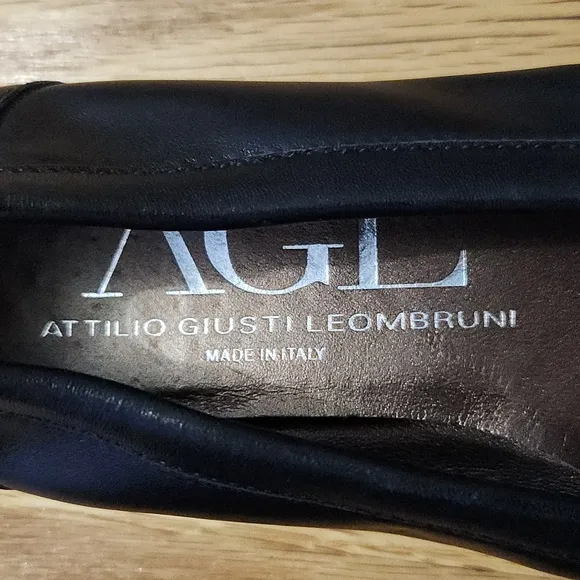 AGL
ATTILIO GIUSTI LEOMBRUNI
MADE IN ITALY